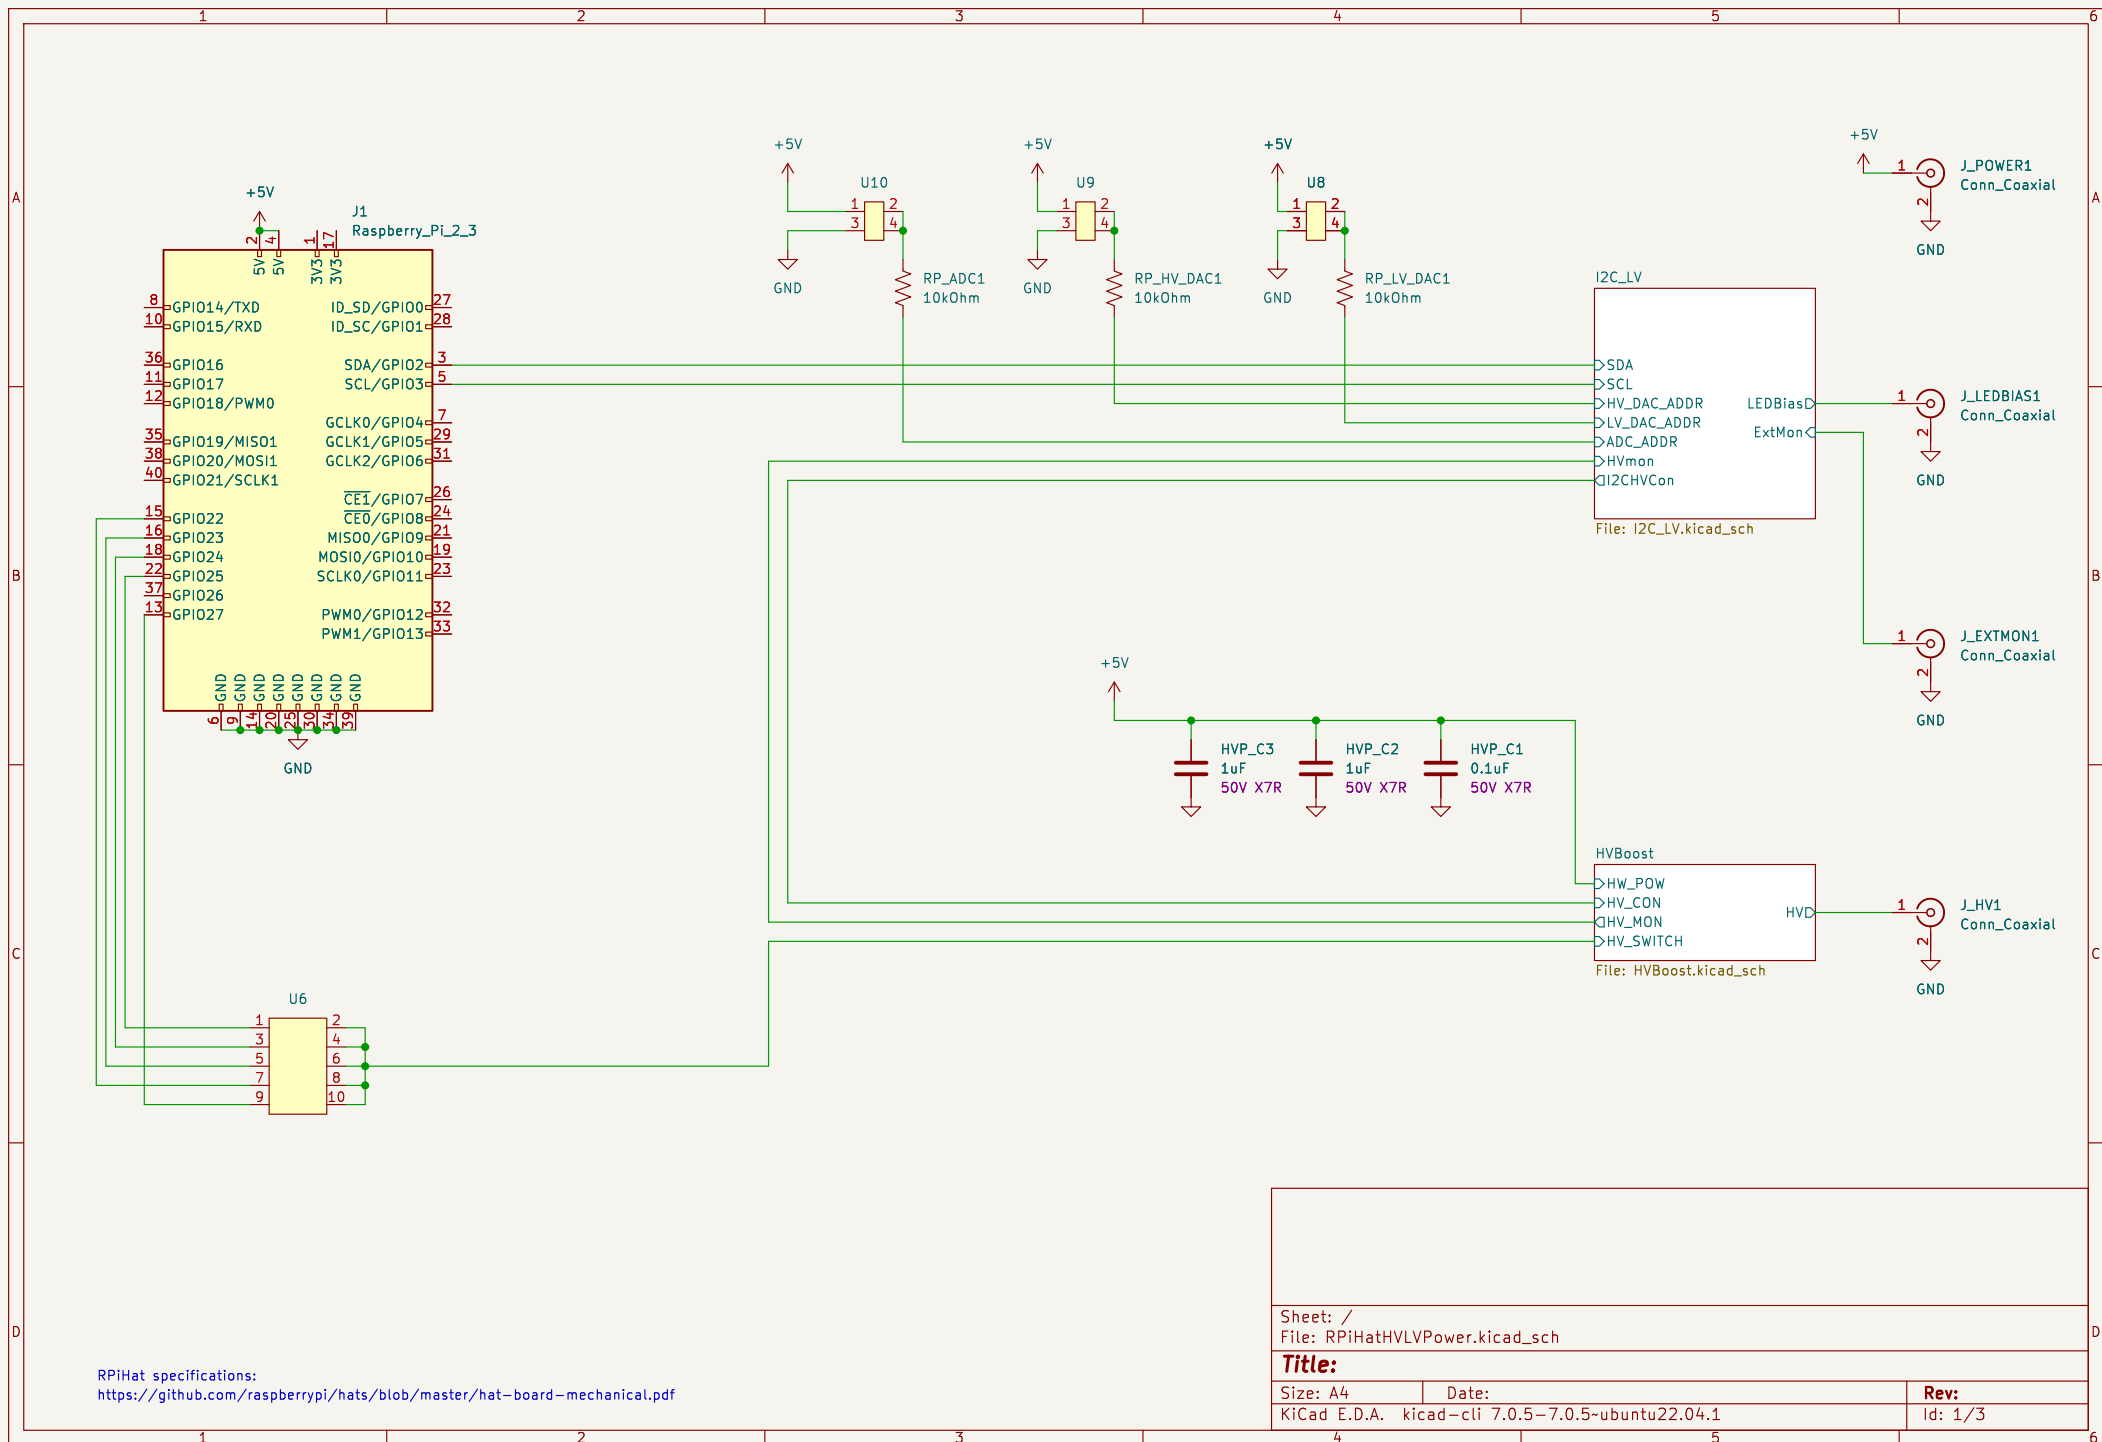 1 2 3 4 5 6
A
B
C
D
A
B
C
D
1 2 3 4 5 6
+5V
J1
Raspberry_Pi_2_3
2 4 1 17
5V 5V 3V3 3V3
8 GPIO14/TXD
10 GPIO15/RXD
36 GPIO16
11 GPIO17
12 GPIO18/PWM0
35 GPIO19/MISO1
38 GPIO20/MOSI1
40 GPIO21/SCLK1
15 GPIO22
16 GPIO23
18 GPIO24
22 GPIO25
37 GPIO26
13 GPIO27
ID_SD/GPIO0 27
ID_SC/GPIO1 28
SDA/GPIO2 3
SCL/GPIO3 5
GCLK0/GPIO4 7
GCLK1/GPIO5 29
GCLK2/GPIO6 31
CE1/GPIO7 26
CE0/GPIO8 24
MISO0/GPIO9 21
MOSI0/GPIO10 19
SCLK0/GPIO11 23
PWM0/GPIO12 32
PWM1/GPIO13 33
GND GND GND GND GND GND GND GND
6 9 14 20 25 30 34 39
GND
+5V
U10
1 2
3 4
GND
RP_ADC1
10kOhm
+5V
U9
1 2
3 4
GND
RP_HV_DAC1
10kOhm
+5V
U8
1 2
3 4
GND
RP_LV_DAC1
10kOhm
I2C_LV
SDA
SCL
HV_DAC_ADDR
LV_DAC_ADDR
ADC_ADDR
HVmon
I2CHVCon
LEDBias
ExtMon
File: I2C_LV.kicad_sch
+5V
1
2
J_POWER1
Conn_Coaxial
GND
1
2
J_LEDBIAS1
Conn_Coaxial
GND
1
2
J_EXTMON1
Conn_Coaxial
GND
+5V
HVP_C3
1uF
50V X7R
HVP_C2
1uF
50V X7R
HVP_C1
0.1uF
50V X7R
HVBoost
HW_POW
HV_CON
HV_MON
HV_SWITCH
HV
File: HVBoost.kicad_sch
1
2
J_HV1
Conn_Coaxial
GND
U6
1 2
3 4
5 6
7 8
9 10
RPiHat specifications:
https://github.com/raspberrypi/hats/blob/master/hat-board-mechanical.pdf
Sheet: /
File: RPiHatHVLVPower.kicad_sch
Title:
Size: A4 Date: Rev:
KiCad E.D.A. kicad-cli 7.0.5-7.0.5~ubuntu22.04.1 Id: 1/3